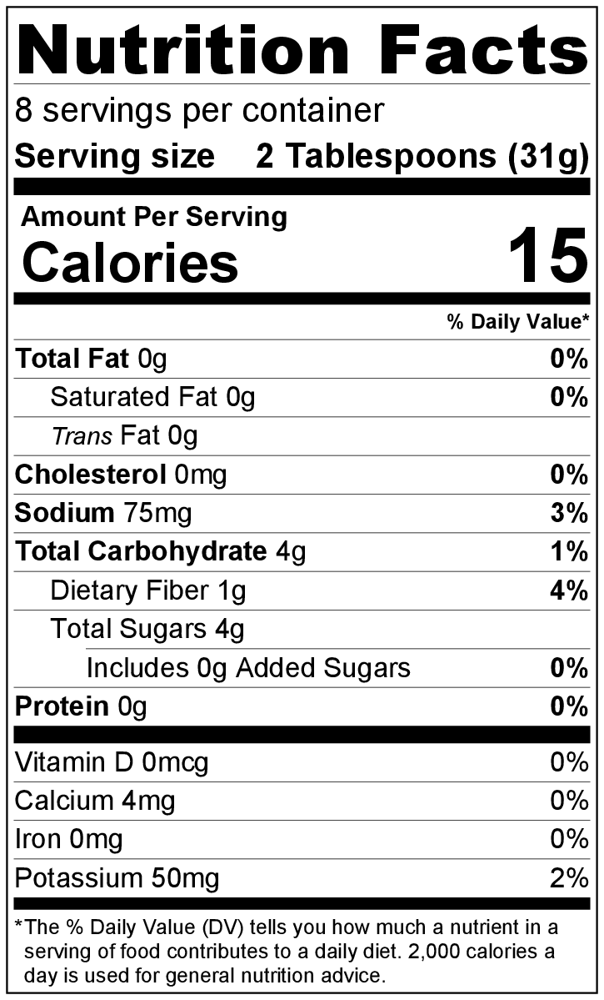 Nutrition Facts
8 servings per container
Serving size 2 Tablespoons (31g)
Amount Per Serving
Calories 15
% Daily Value*
Total Fat 0g 0%
Saturated Fat 0g 0%
Trans Fat 0g
Cholesterol 0mg 0%
Sodium 75mg 3%
Total Carbohydrate 4g 1%
Dietary Fiber 1g 4%
Total Sugars 4g
Includes 0g Added Sugars 0%
Protein 0g 0%
Vitamin D 0mcg 0%
Calcium 4mg 0%
Iron 0mg 0%
Potassium 50mg 2%
*The % Daily Value (DV) tells you how much a nutrient in a
serving of food contributes to a daily diet. 2,000 calories a
day is used for general nutrition advice.